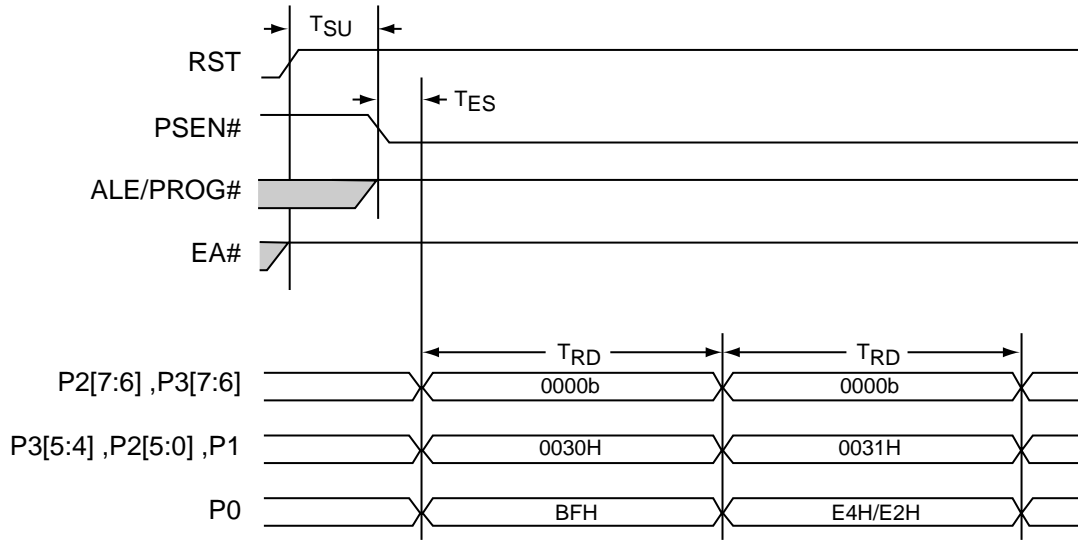 TSU
RST
TES
PSEN#
ALE/PROG#
EA#
TRD TRD
P2[7:6] ,P3[7:6] 0000b 0000b
P3[5:4] ,P2[5:0] ,P1 0030H 0031H
P0 BFH E4H/E2H